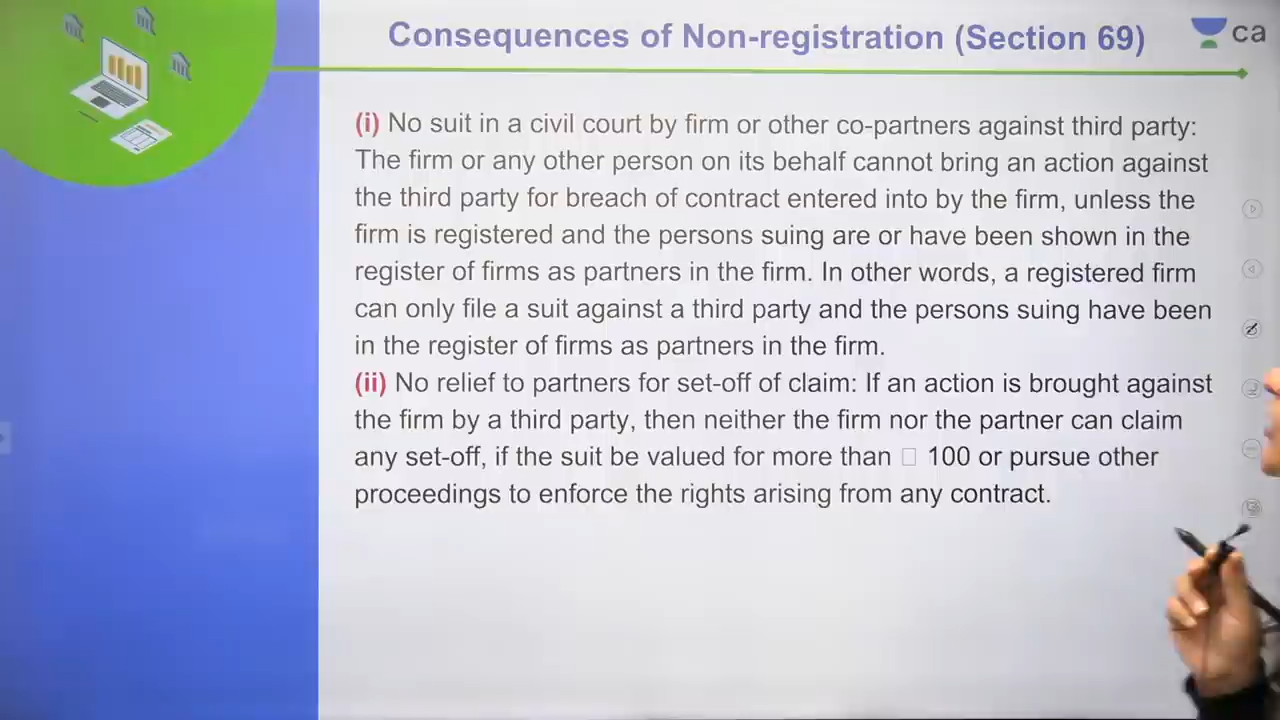 Consequences of Non-registration (Section 69)
ca
(i) No suit in a civil court by firm or other co-partners against third party:
The firm or any other person on its behalf cannot bring an action against
the third party for breach of contract entered into by the firm, unless the
firm is registered and the persons suing are or have been shown in the
register of firms as partners in the firm. In other words, a registered firm
can only file a suit against a third party and the persons suing have been
in the register of firms as partners in the firm.
(ii) No relief to partners for set-off of claim: If an action is brought against
the firm by a third party, then neither the firm nor the partner can claim
any set-off, if the suit be valued for more than □ 100 or pursue other
proceedings to enforce the rights arising from any contract.